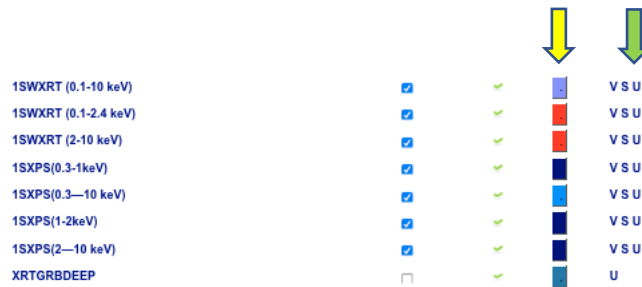 1SWXRT (0.1-10 keV) V S U
1SWXRT (0.1-2.4 keV) V S U
1SWXRT (2-10 keV) V S U
1SXPS(0.3-1keV) V S U
1SXPS(0.3—10 keV) V S U
1SXPS(1-2keV) V S U
1SXPS(2—10 keV) V S U
XRTGRBDEEP U